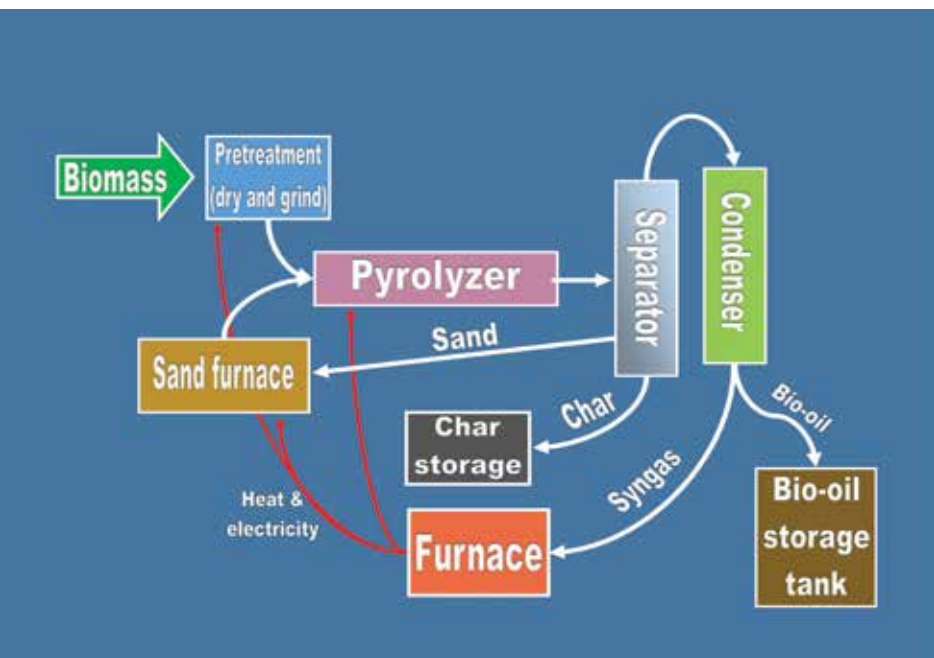 Biomass
Pretreatment
(dry and grind)
Pyrolyzer
Separator
Condenser
Sand furnace
Sand
Char
Char
storage
Syngas
Bio-oil
Bio-oil
storage
tank
Furnace
Heat &
electricity